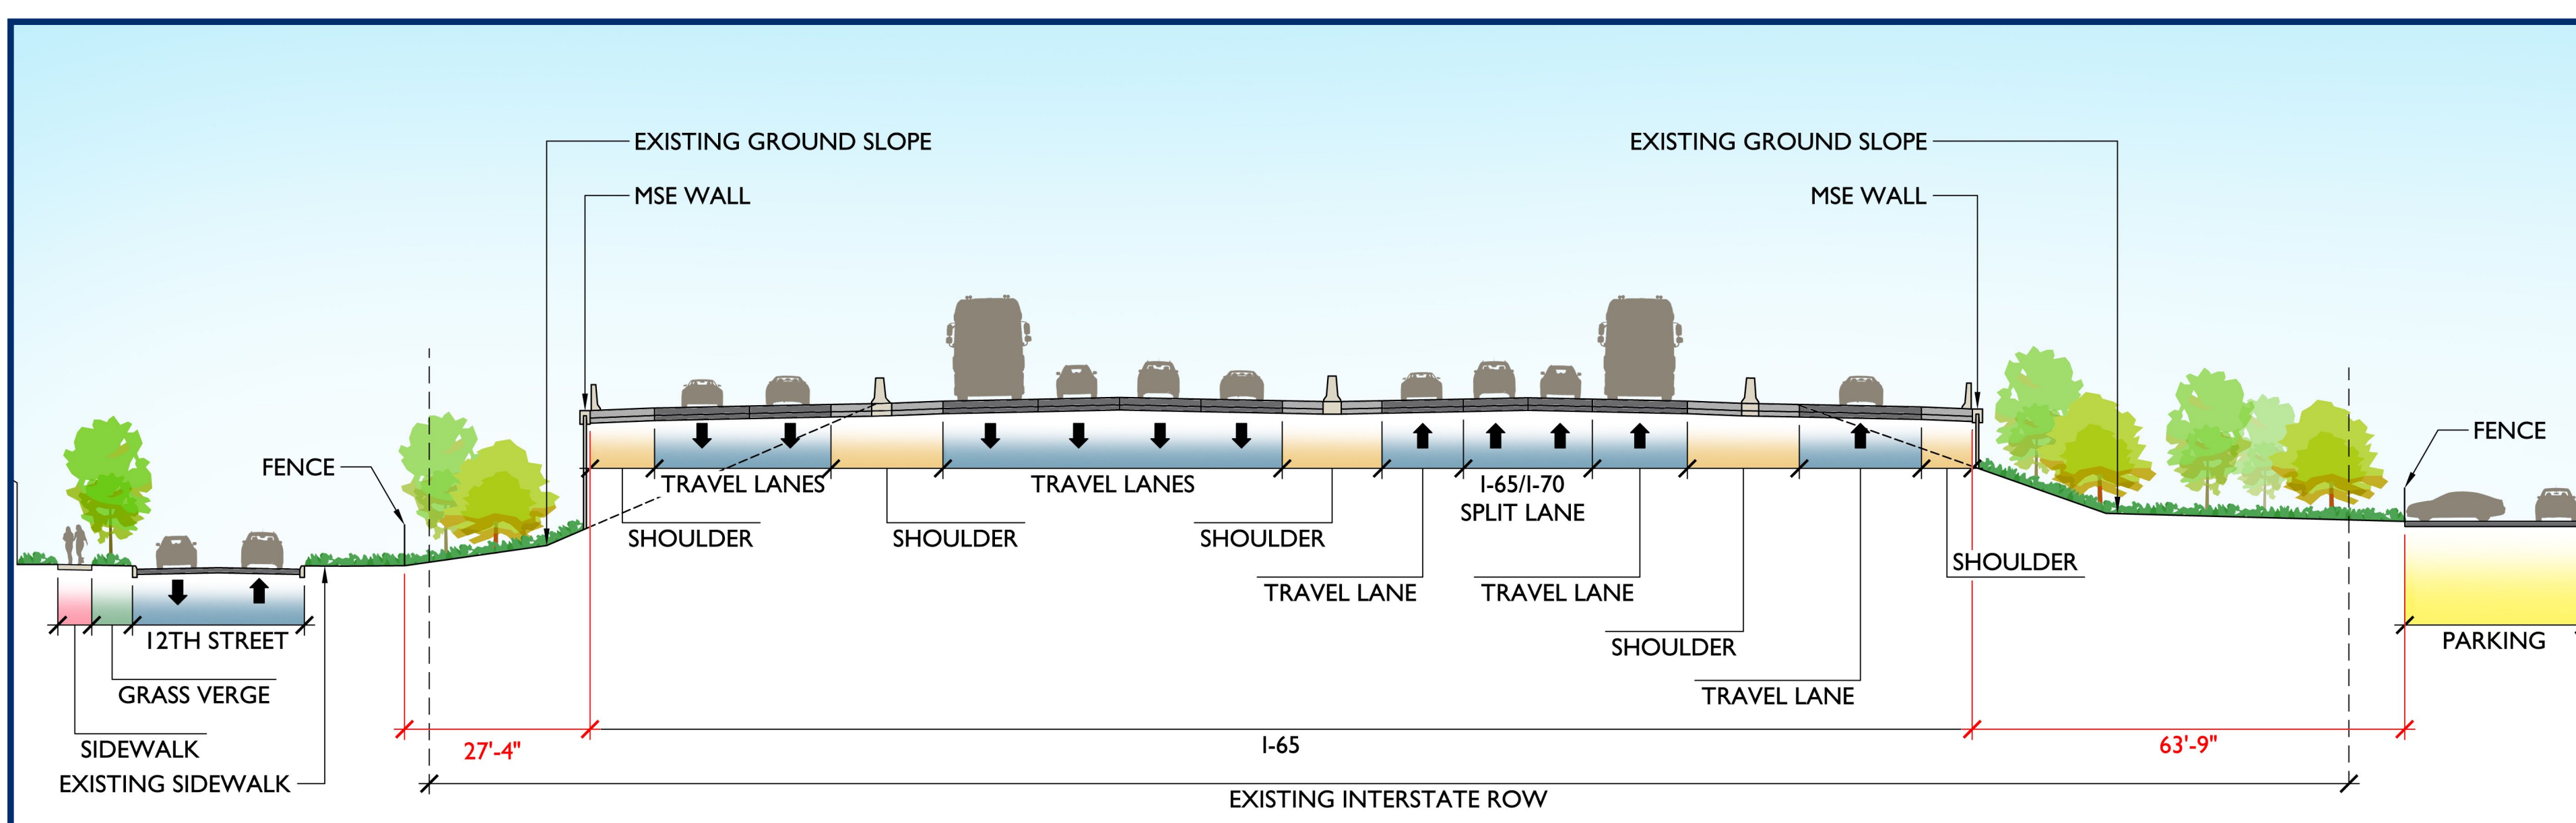 EXISTING GROUND SLOPE
EXISTING GROUND SLOPE
MSE WALL
MSE WALL
FENCE
FENCE
TRAVEL LANES
TRAVEL LANES
I-65/I-70
SPLIT LANE
SHOULDER
SHOULDER
SHOULDER
SHOULDER
TRAVEL LANE
TRAVEL LANE
12TH STREET
SHOULDER
PARKING
GRASS VERGE
TRAVEL LANE
SIDEWALK
27'-4"
I-65
63'-9"
EXISTING SIDEWALK
EXISTING INTERSTATE ROW